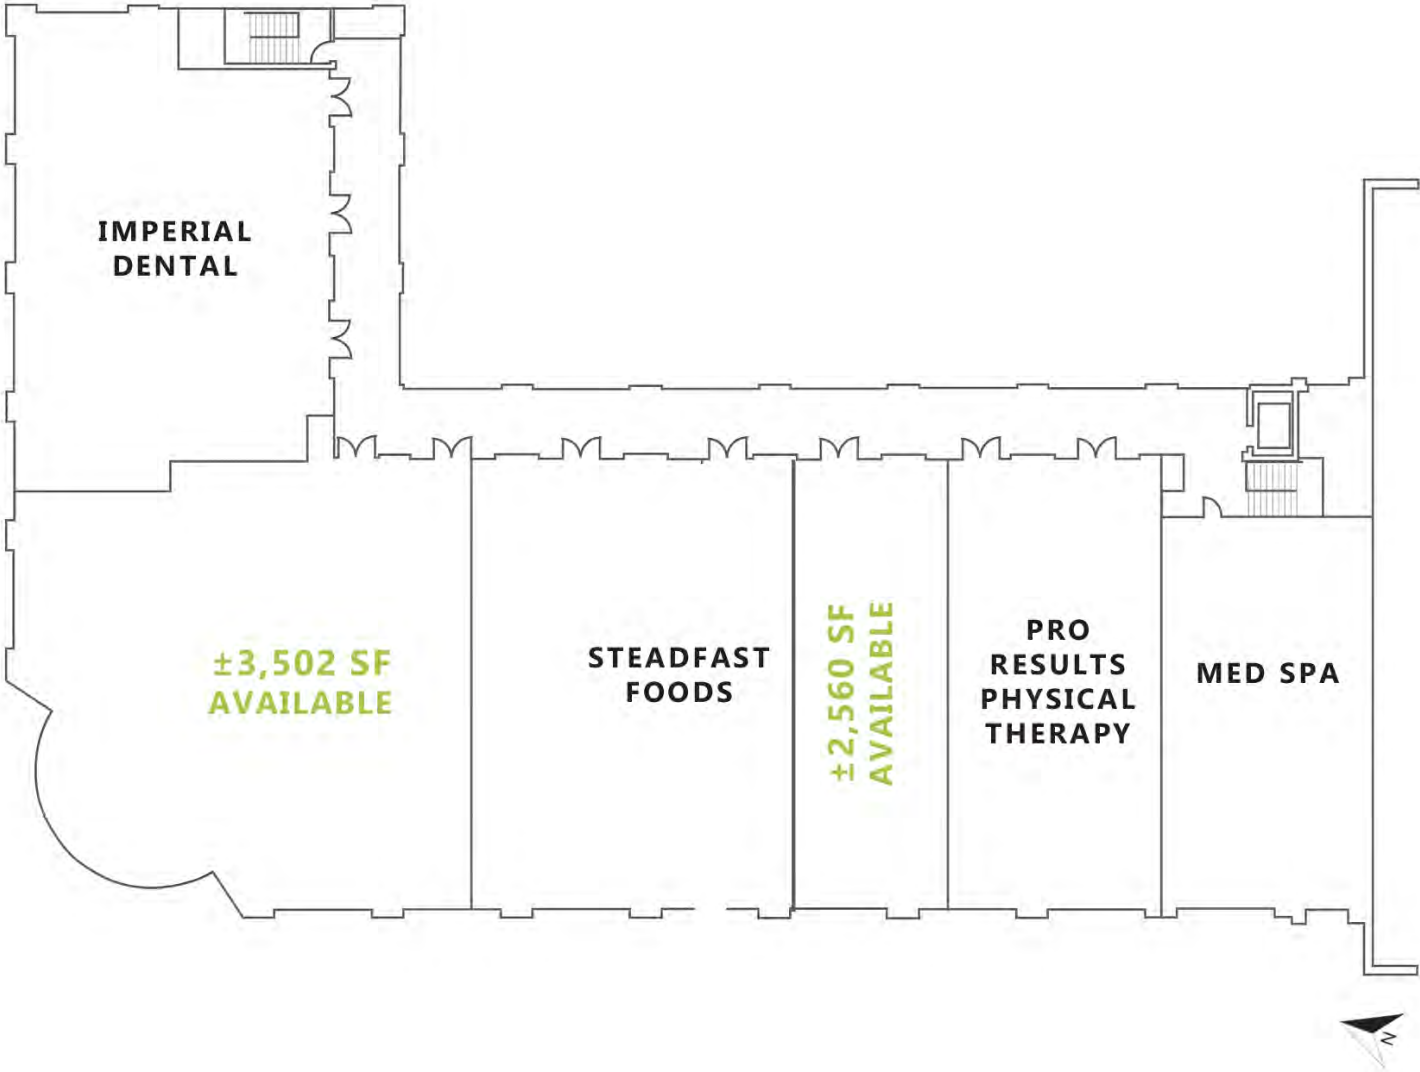 IMPERIAL
DENTAL
±3,502 SF
AVAILABLE
STEADFAST
FOODS
±2,560 SF
AVAILABLE
PRO
RESULTS
PHYSICAL
THERAPY
MED SPA
N